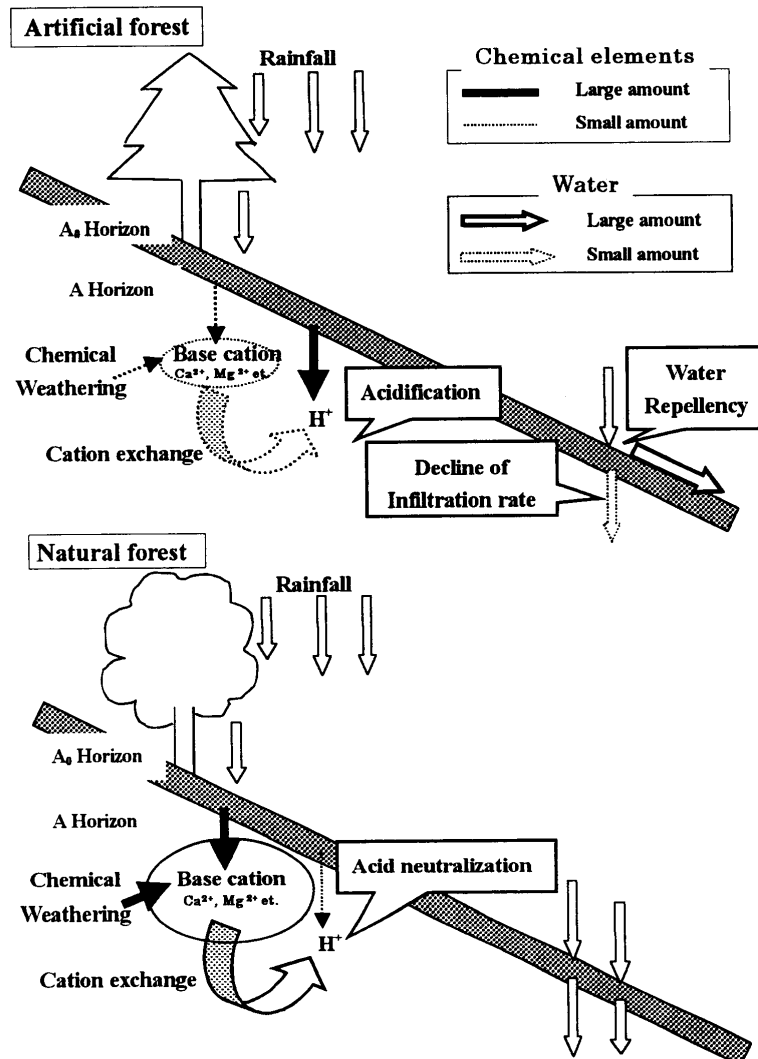 Artificial forest
Rainfall
Chemical elements
Large amount
Small amount
Water
Large amount
Small amount
A₀ Horizon
A Horizon
Chemical
Weathering
Base cation
Ca²⁺, Mg²⁺ et.
H⁺
Cation exchange
Acidification
Water
Repellency
Decline of
Infiltration rate
Natural forest
Rainfall
A₀ Horizon
A Horizon
Chemical
Weathering
Base cation
Ca²⁺, Mg²⁺ et.
H⁺
Cation exchange
Acid neutralization